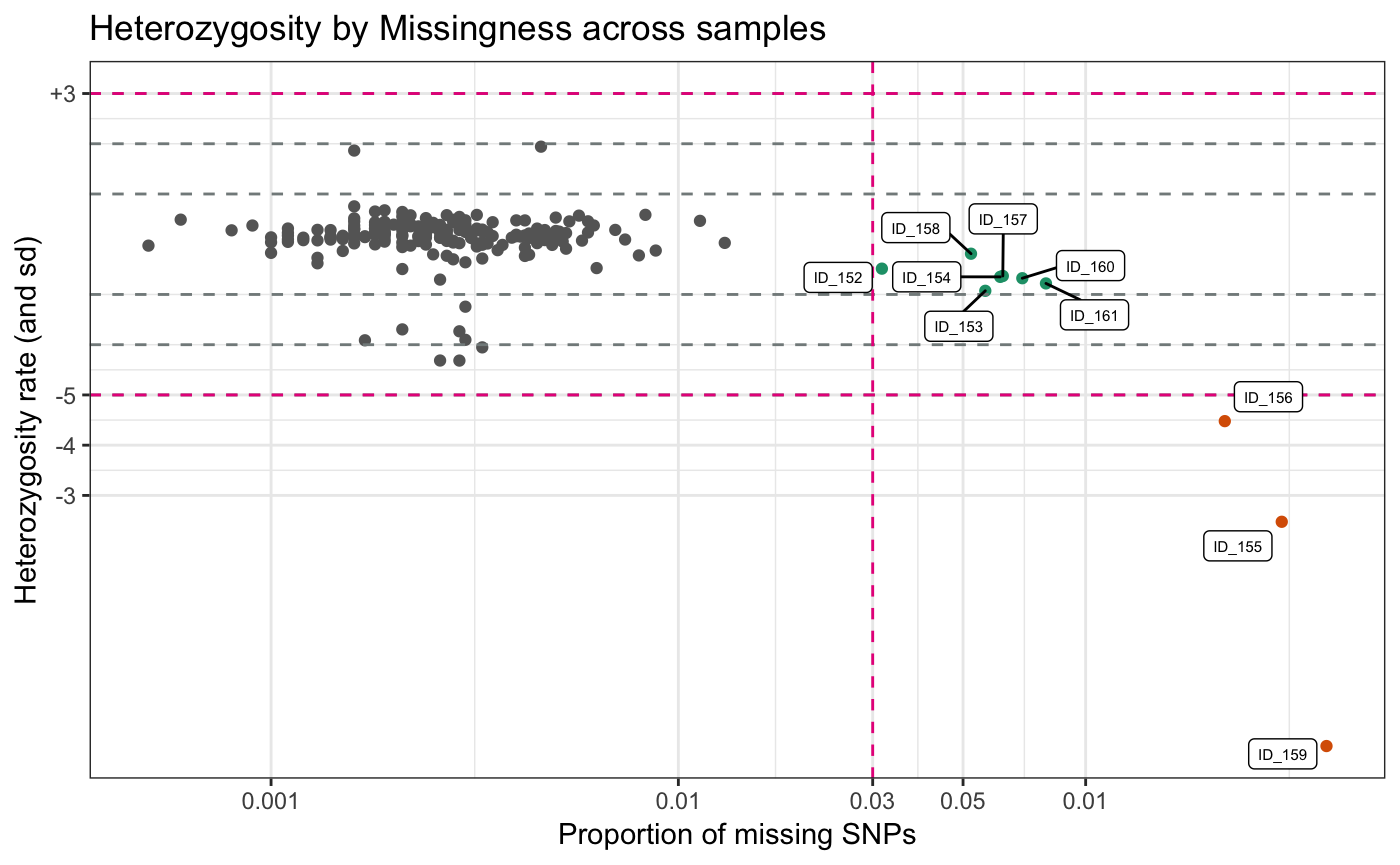 Heterozygosity by Missingness across samples
Heterozygosity rate (and sd)
+3
-5
-4
-3
ID_157
ID_158
ID_160
ID_152
ID_154
ID_161
ID_153
ID_156
ID_155
ID_159
0.001
0.01
0.03
0.05
0.01
Proportion of missing SNPs